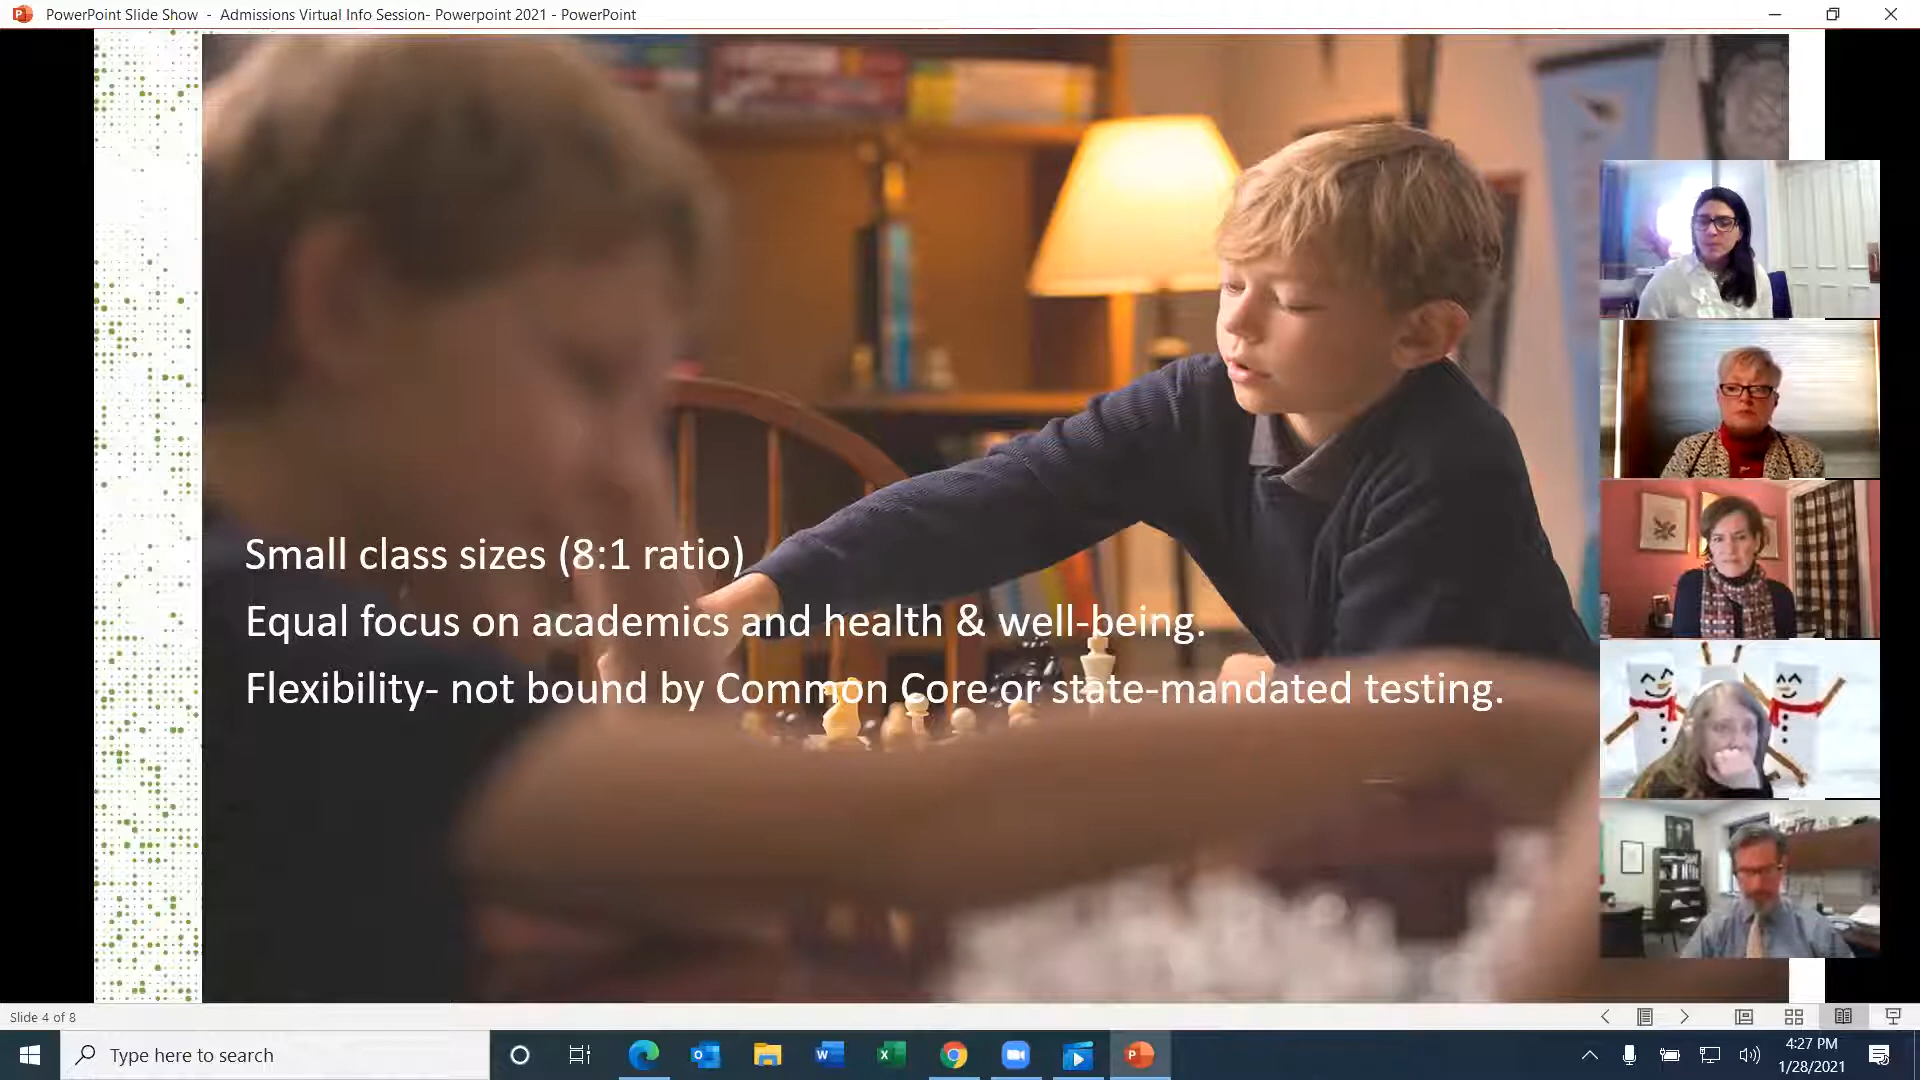 PowerPoint Slide Show - Admissions Virtual Info Session- Powerpoint 2021 - PowerPoint
Small class sizes (8:1 ratio)
Equal focus on academics and health & well-being.
Flexibility- not bound by Common Core or state-mandated testing.
Slide 4 of 8
Type here to search
4:27 PM
1/28/2021